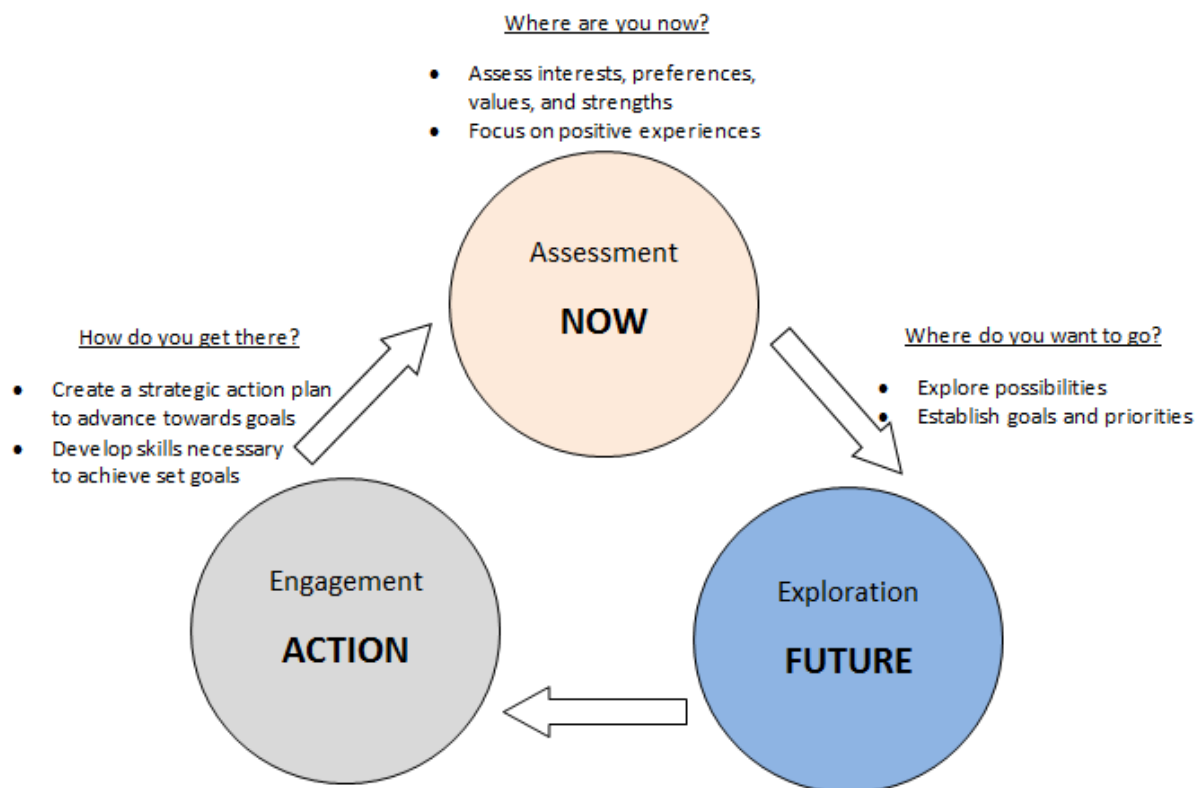 Where are you now?
● Assess interests, preferences,
values, and strengths
● Focus on positive experiences
Assessment
NOW
How do you get there?
● Create a strategic action plan
to advance towards goals
● Develop skills necessary
to achieve set goals
Where do you want to go?
● Explore possibilities
● Establish goals and priorities
Engagement
ACTION
Exploration
FUTURE